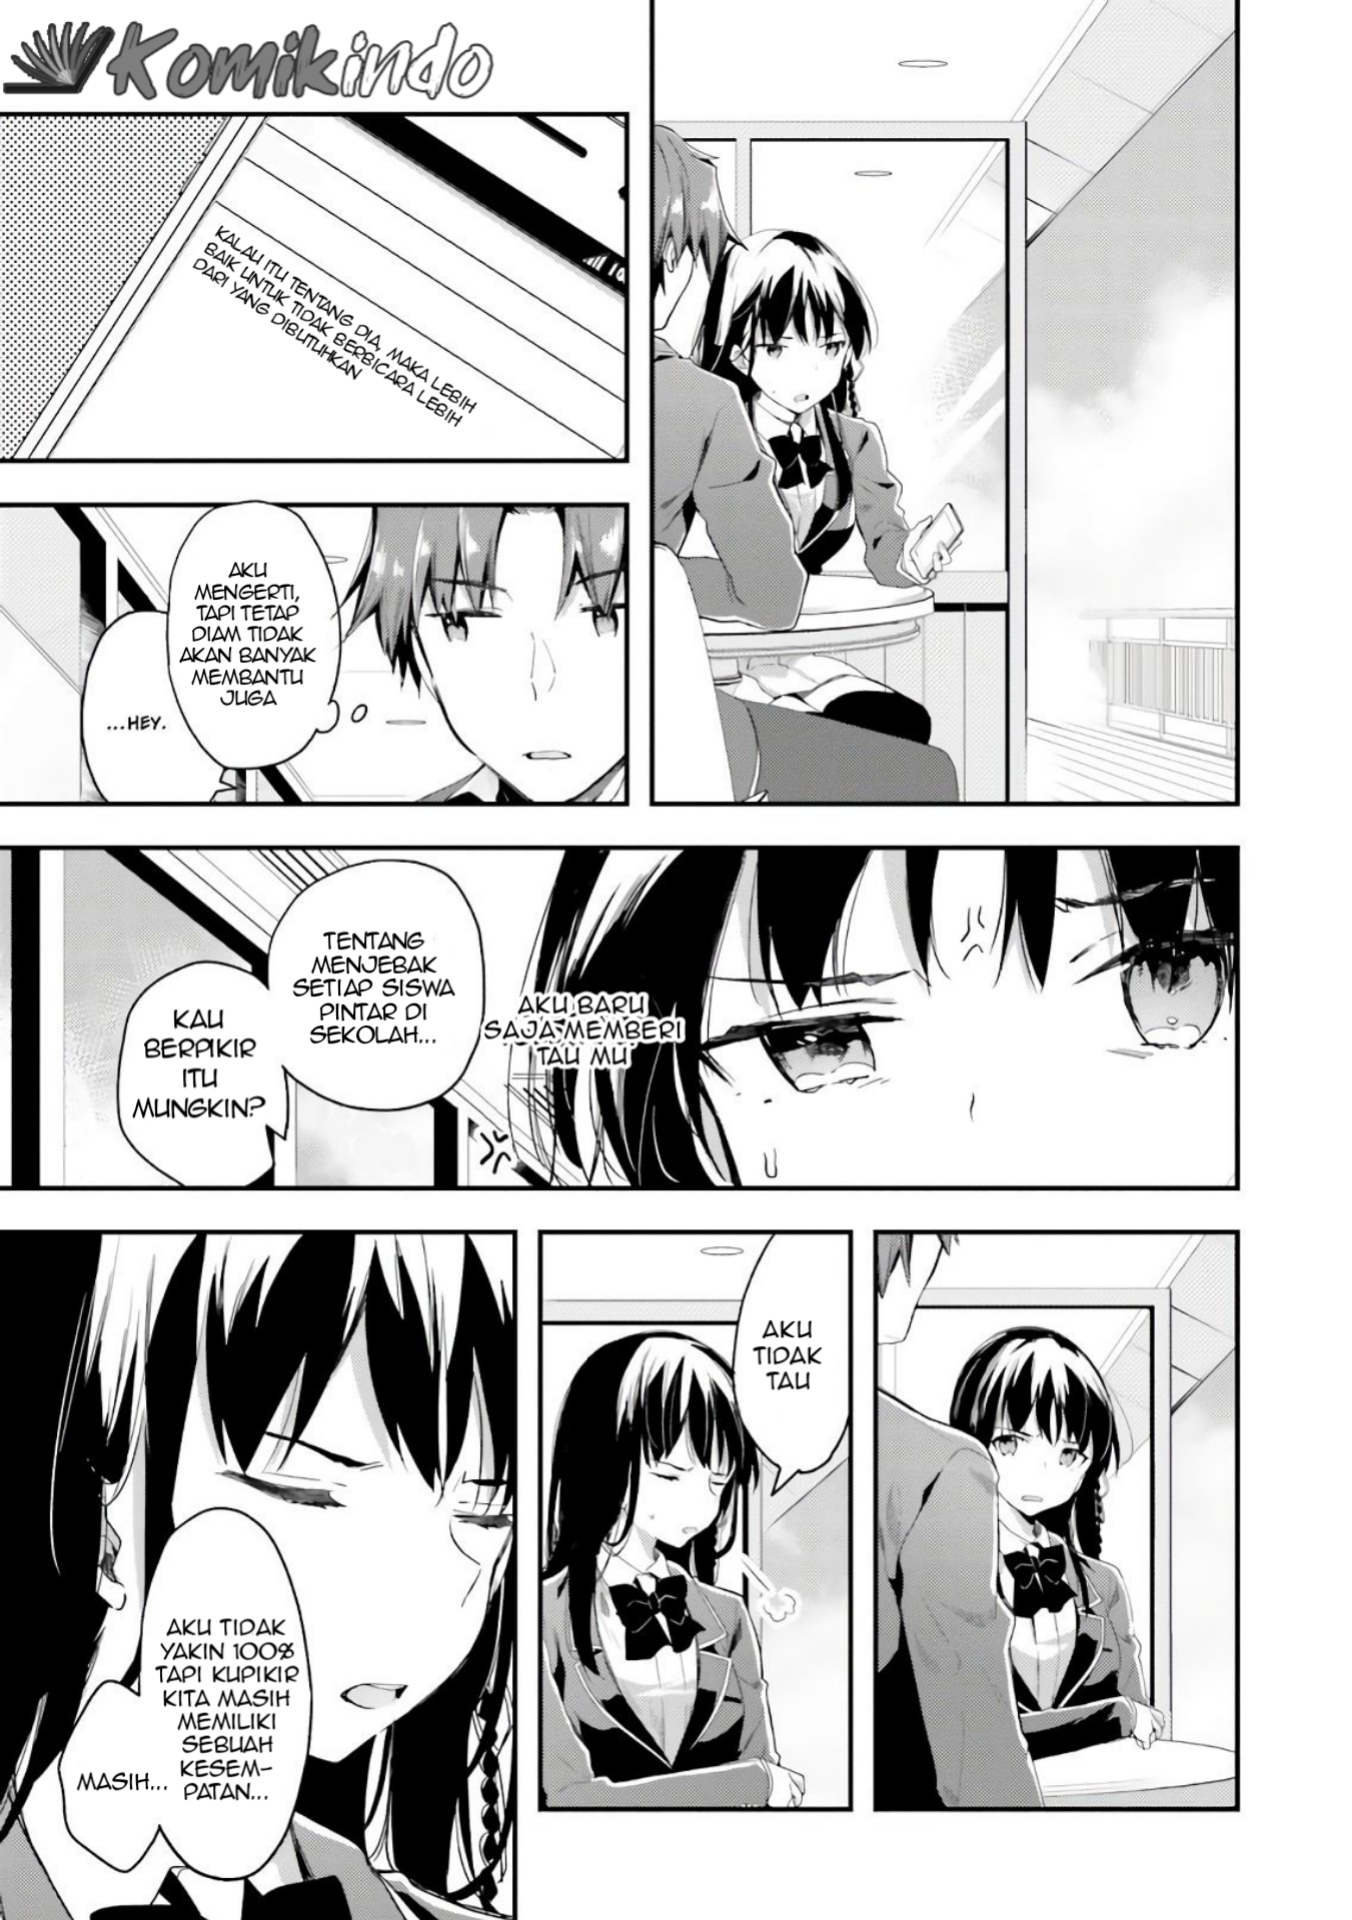 Komikindo
KALAU ITU TENTANG DIA, MAKA LEBIH
BAIK UNTUK TIDAK BERBICARA LEBIH
DARI YANG DIBUTUHKAN
AKU
MENGERTI,
TAPI TETAP
DIAM TIDAK
AKAN BANYAK
MEMBANTU
JUGA
...HEY.
AKU BARU
SAJA MEMBERI
TAU MU
TENTANG
MENJEBAK
SETIAP SISWA
PINTAR DI
SEKOLAH...
KAU
BERPIKIR
ITU
MUNGKIN?
AKU
TIDAK
TAU
AKU TIDAK
YAKIN 100%
TAPI KUPIKIR
KITA MASIH
MEMILIKI
SEBUAH
KESEM-
PATAN...
MASIH...